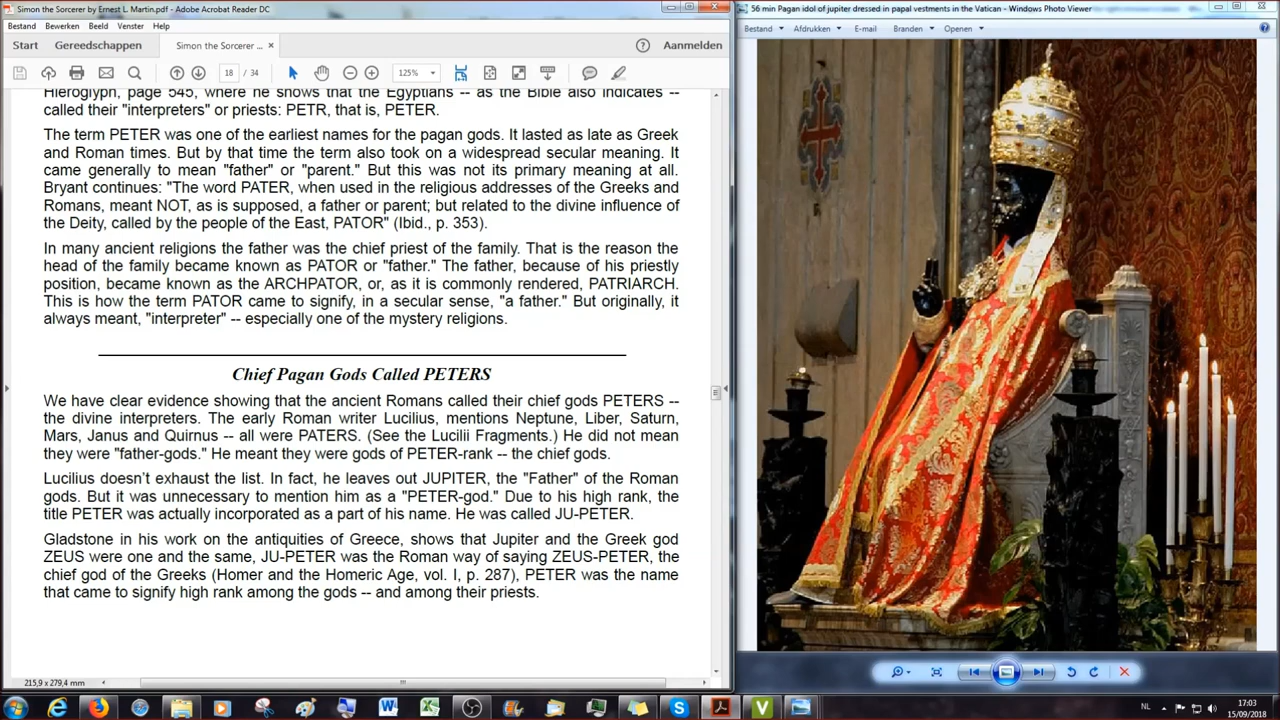 Simon the Sorcerer by Ernest L. Martin.pdf - Adobe Acrobat Reader DC
Bestand Bewerken Beeld Venster Help
Start Gereedschappen Simon the Sorcerer ... × Aanmelden
18 / 34 125%
Hieroglyph, page 545, where he shows that the Egyptians -- as the Bible also indicates --
called their "interpreters" or priests: PETR, that is, PETER.
The term PETER was one of the earliest names for the pagan gods. It lasted as late as Greek
and Roman times. But by that time the term also took on a widespread secular meaning. It
came generally to mean "father" or "parent." But this was not its primary meaning at all.
Bryant continues: "The word PATER, when used in the religious addresses of the Greeks and
Romans, meant NOT, as is supposed, a father or parent; but related to the divine influence of
the Deity, called by the people of the East, PATOR" (Ibid., p. 353).
In many ancient religions the father was the chief priest of the family. That is the reason the
head of the family became known as PATOR or "father." The father, because of his priestly
position, became known as the ARCHPATOR, or, as it is commonly rendered, PATRIARCH.
This is how the term PATOR came to signify, in a secular sense, "a father." But originally, it
always meant, "interpreter" -- especially one of the mystery religions.
Chief Pagan Gods Called PETERS
We have clear evidence showing that the ancient Romans called their chief gods PETERS --
the divine interpreters. The early Roman writer Lucilius, mentions Neptune, Liber, Saturn,
Mars, Janus and Quirnus -- all were PATERS. (See the Lucilii Fragments.) He did not mean
they were "father-gods." He meant they were gods of PETER-rank -- the chief gods.
Lucilius doesn't exhaust the list. In fact, he leaves out JUPITER, the "Father" of the Roman
gods. But it was unnecessary to mention him as a "PETER-god." Due to his high rank, the
title PETER was actually incorporated as a part of his name. He was called JU-PETER.
Gladstone in his work on the antiquities of Greece, shows that Jupiter and the Greek god
ZEUS were one and the same, JU-PETER was the Roman way of saying ZEUS-PETER, the
chief god of the Greeks (Homer and the Homeric Age, vol. I, p. 287), PETER was the name
that came to signify high rank among the gods -- and among their priests.
215,9 x 279,4 mm
56 min Pagan idol of jupiter dressed in papal vestments in the Vatican - Windows Photo Viewer
Bestand Afdrukken E-mail Branden Openen
NL 17:03
15/09/2018